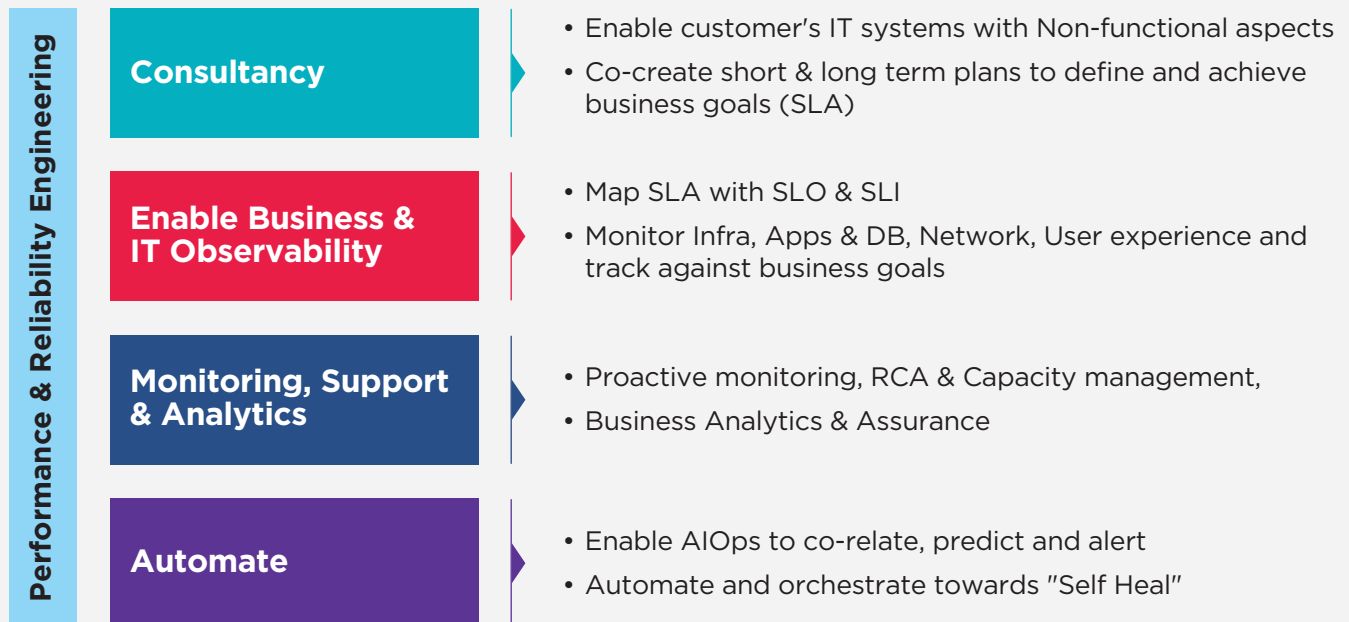 Performance & Reliability Engineering
Consultancy
• Enable customer's IT systems with Non-functional aspects
• Co-create short & long term plans to define and achieve
business goals (SLA)
Enable Business &
IT Observability
• Map SLA with SLO & SLI
• Monitor Infra, Apps & DB, Network, User experience and
track against business goals
Monitoring, Support
& Analytics
• Proactive monitoring, RCA & Capacity management,
• Business Analytics & Assurance
Automate
• Enable AIOps to co-relate, predict and alert
• Automate and orchestrate towards "Self Heal"